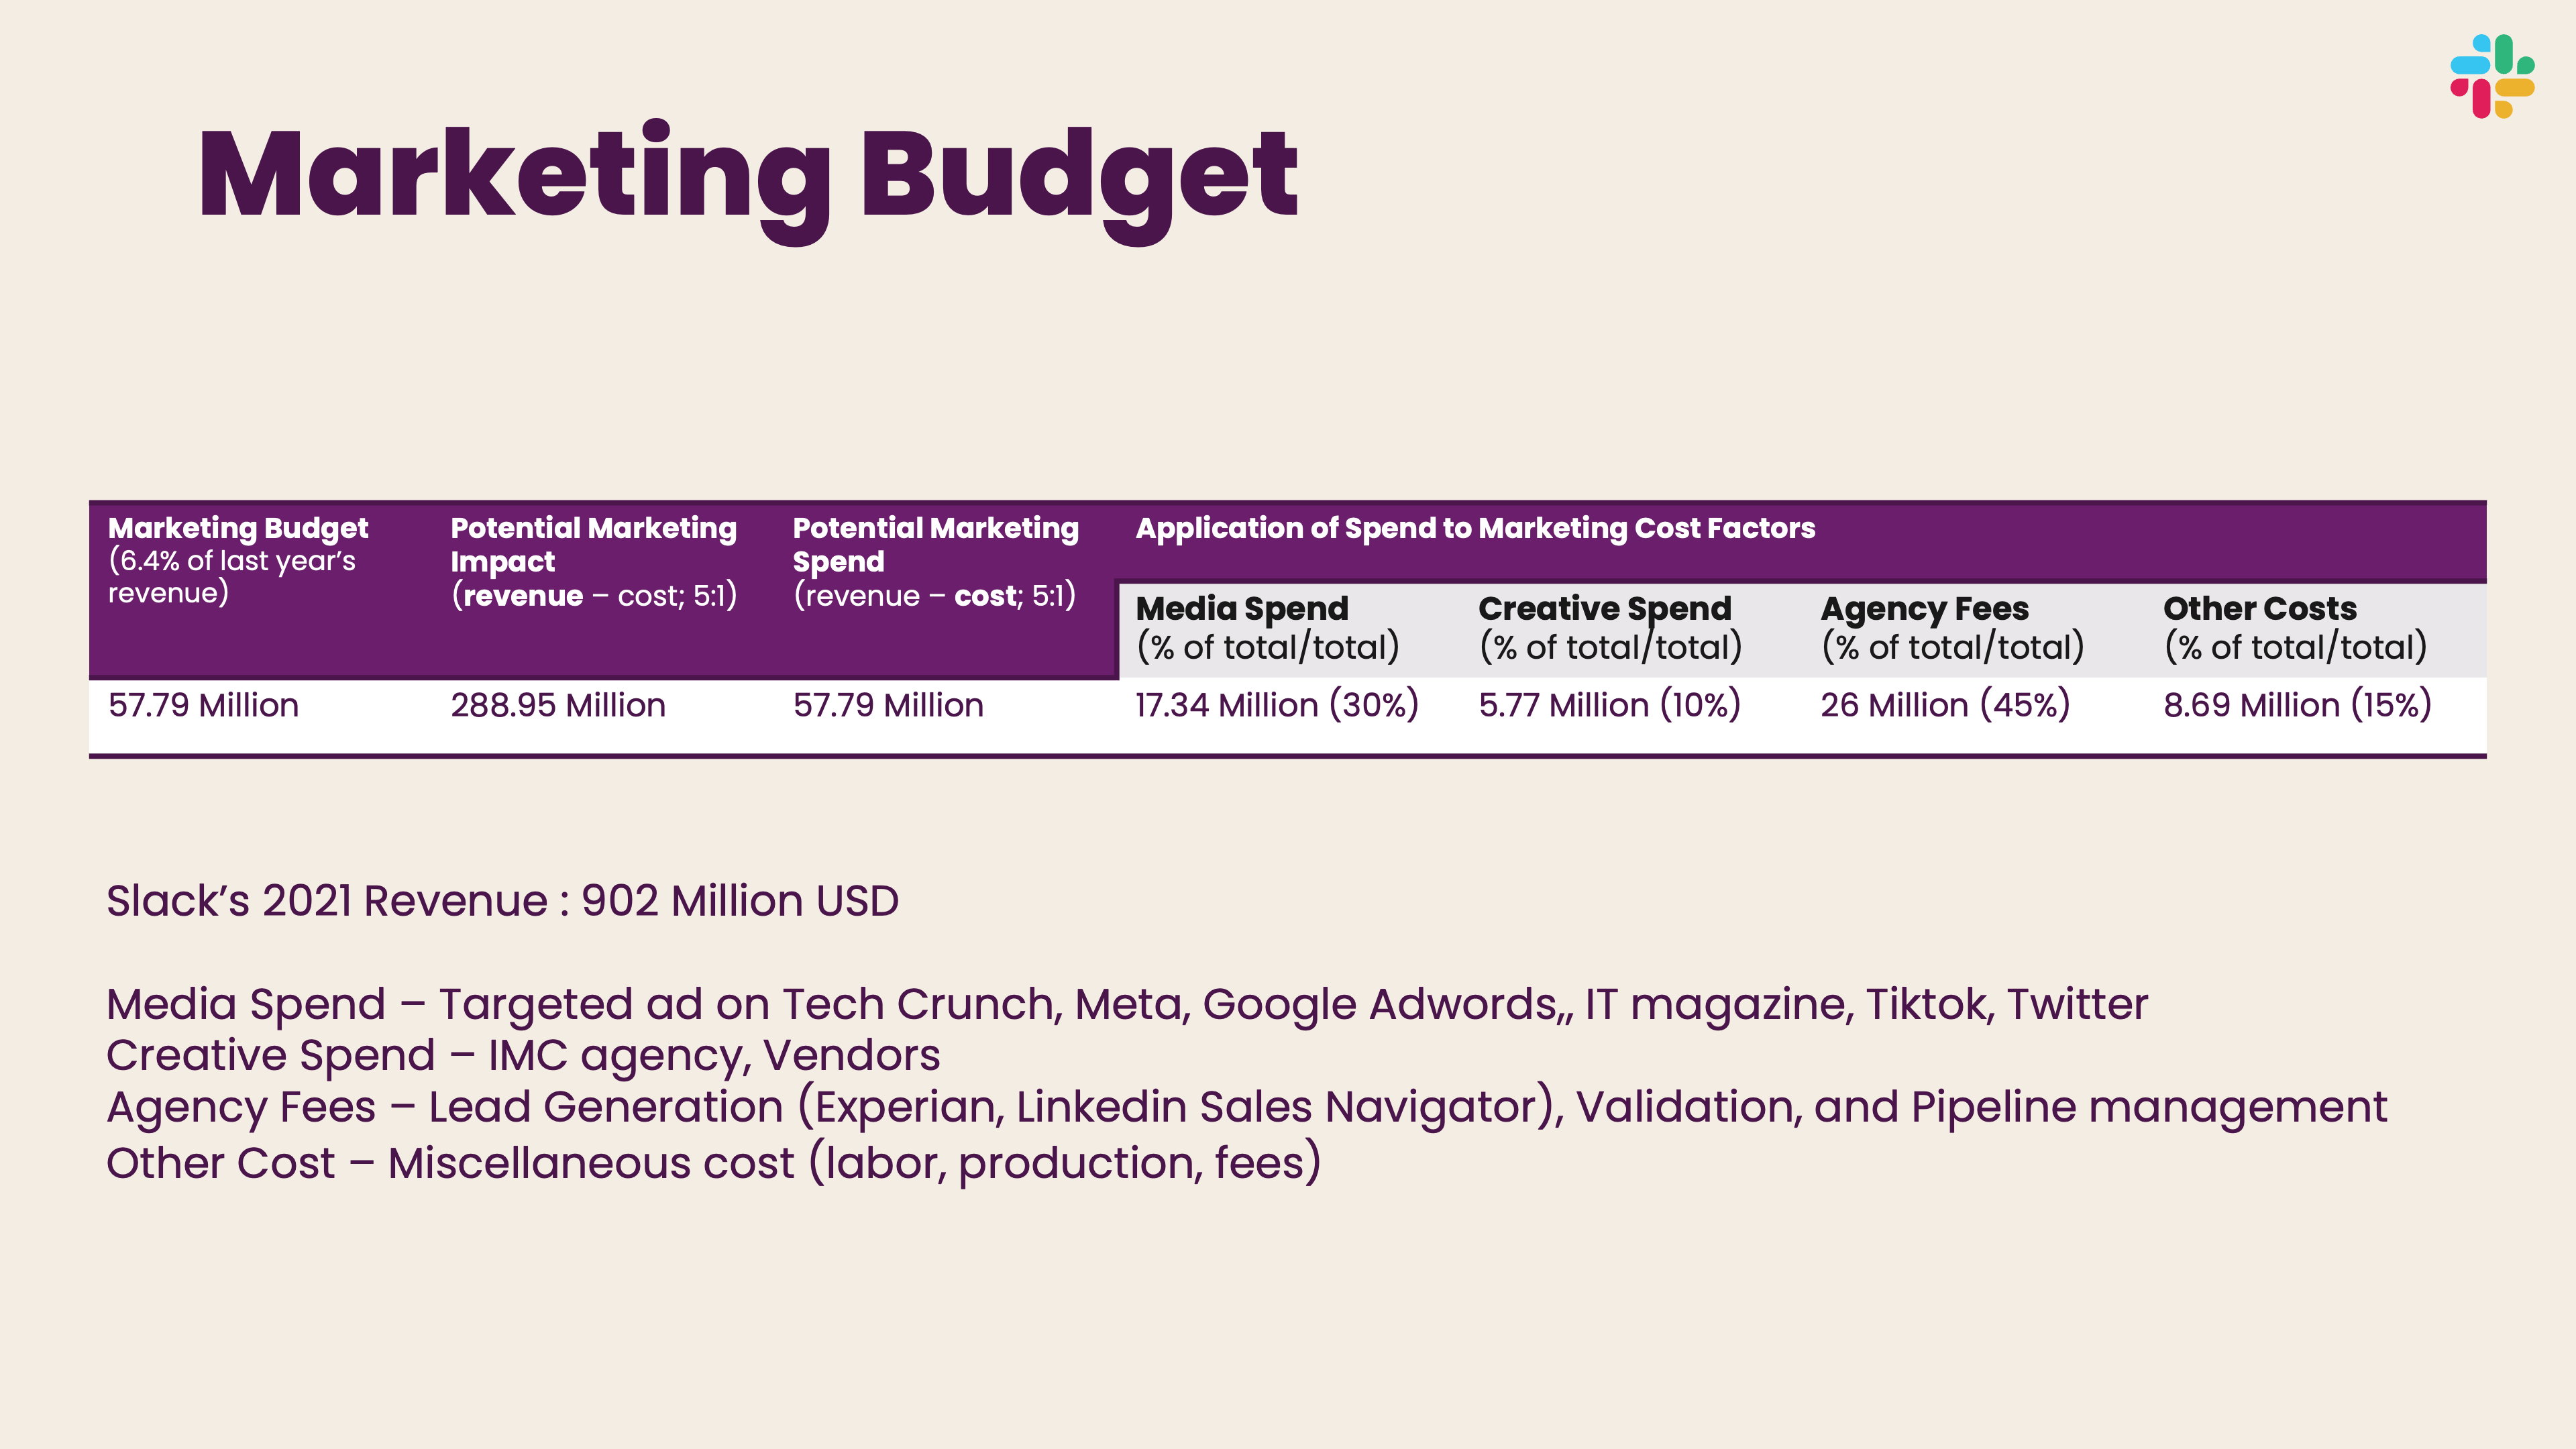 Marketing Budget
Marketing Budget
(6.4% of last year’s
revenue)
Potential Marketing
Impact
(revenue – cost; 5:1)
Potential Marketing
Spend
(revenue – cost; 5:1)
Application of Spend to Marketing Cost Factors
Media Spend
(% of total/total)
Creative Spend
(% of total/total)
Agency Fees
(% of total/total)
Other Costs
(% of total/total)
57.79 Million
288.95 Million
57.79 Million
17.34 Million (30%)
5.77 Million (10%)
26 Million (45%)
8.69 Million (15%)
Slack’s 2021 Revenue : 902 Million USD
Media Spend – Targeted ad on Tech Crunch, Meta, Google Adwords,, IT magazine, Tiktok, Twitter
Creative Spend – IMC agency, Vendors
Agency Fees – Lead Generation (Experian, Linkedin Sales Navigator), Validation, and Pipeline management
Other Cost – Miscellaneous cost (labor, production, fees)